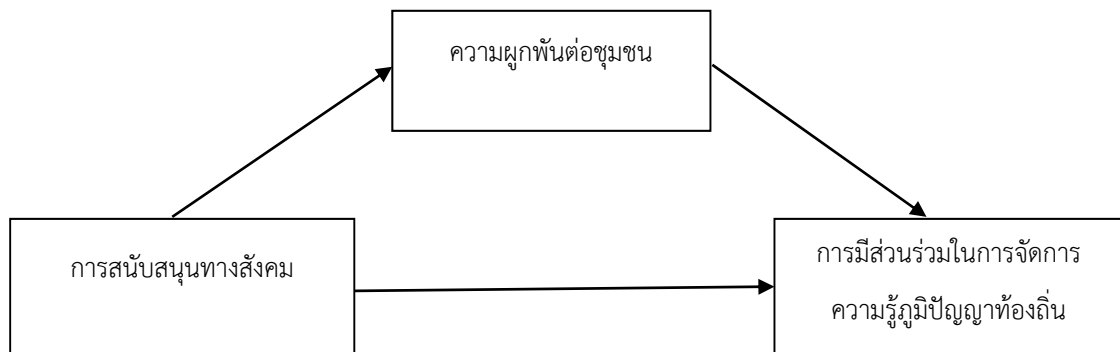 ความผูกพันต่อชุมชน
การสนับสนุนทางสังคม
การมีส่วนร่วมในการจัดการ
ความรู้ภูมิปัญญาท้องถิ่น